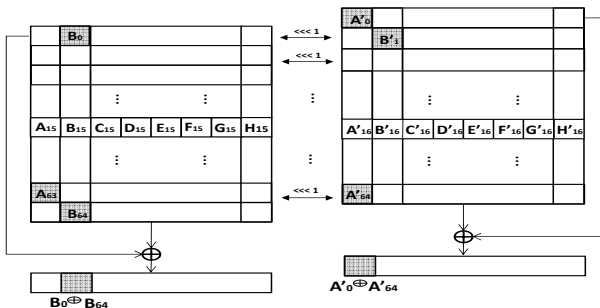 B0
<<< 1
A'0
B'1
<<< 1
⋮ ⋮ ⋮ ⋮ ⋮
A15 B15 C15 D15 E15 F15 G15 H15
A'16 B'16 C'16 D'16 E'16 F'16 G'16 H'16
⋮ ⋮ ⋮ ⋮ ⋮
A63
<<< 1
A'64
B64
⊕
⊕
B0⊕B64
A'0⊕A'64